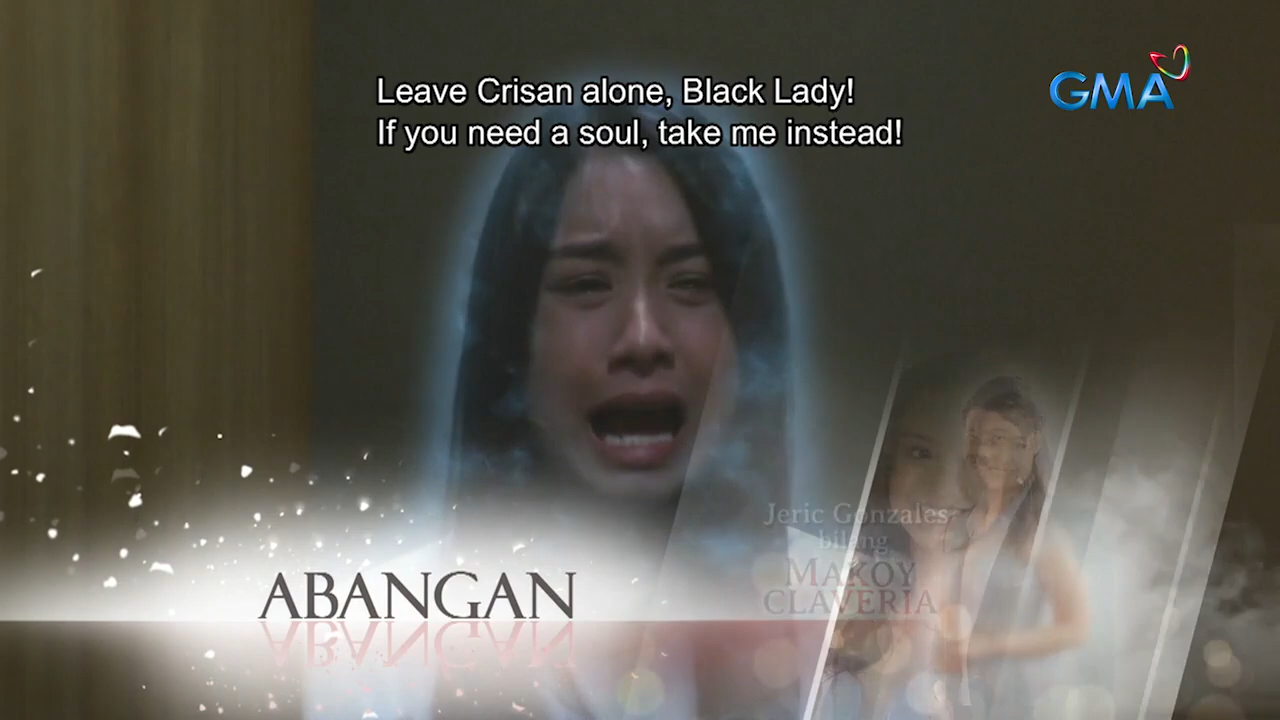 Leave Crisan alone, Black Lady!
If you need a soul, take me instead!
GMA
Jeric Gonzales
bilang
MAKOY
CLAVERIA
ABANGAN